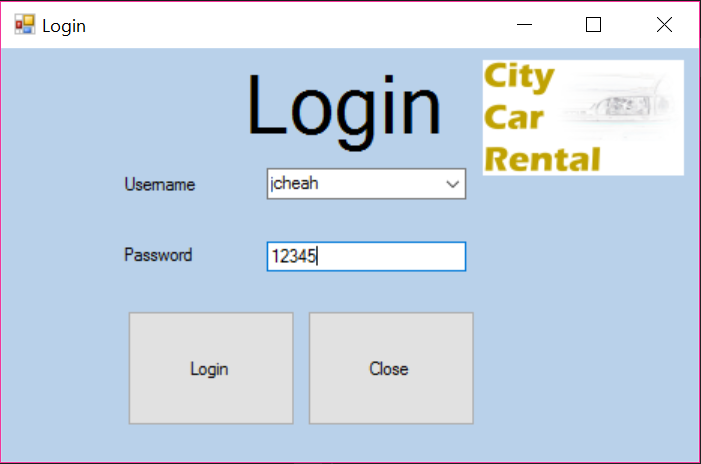 Login
Login
City
Car
Rental
Username jcheah
Password 12345
Login Close